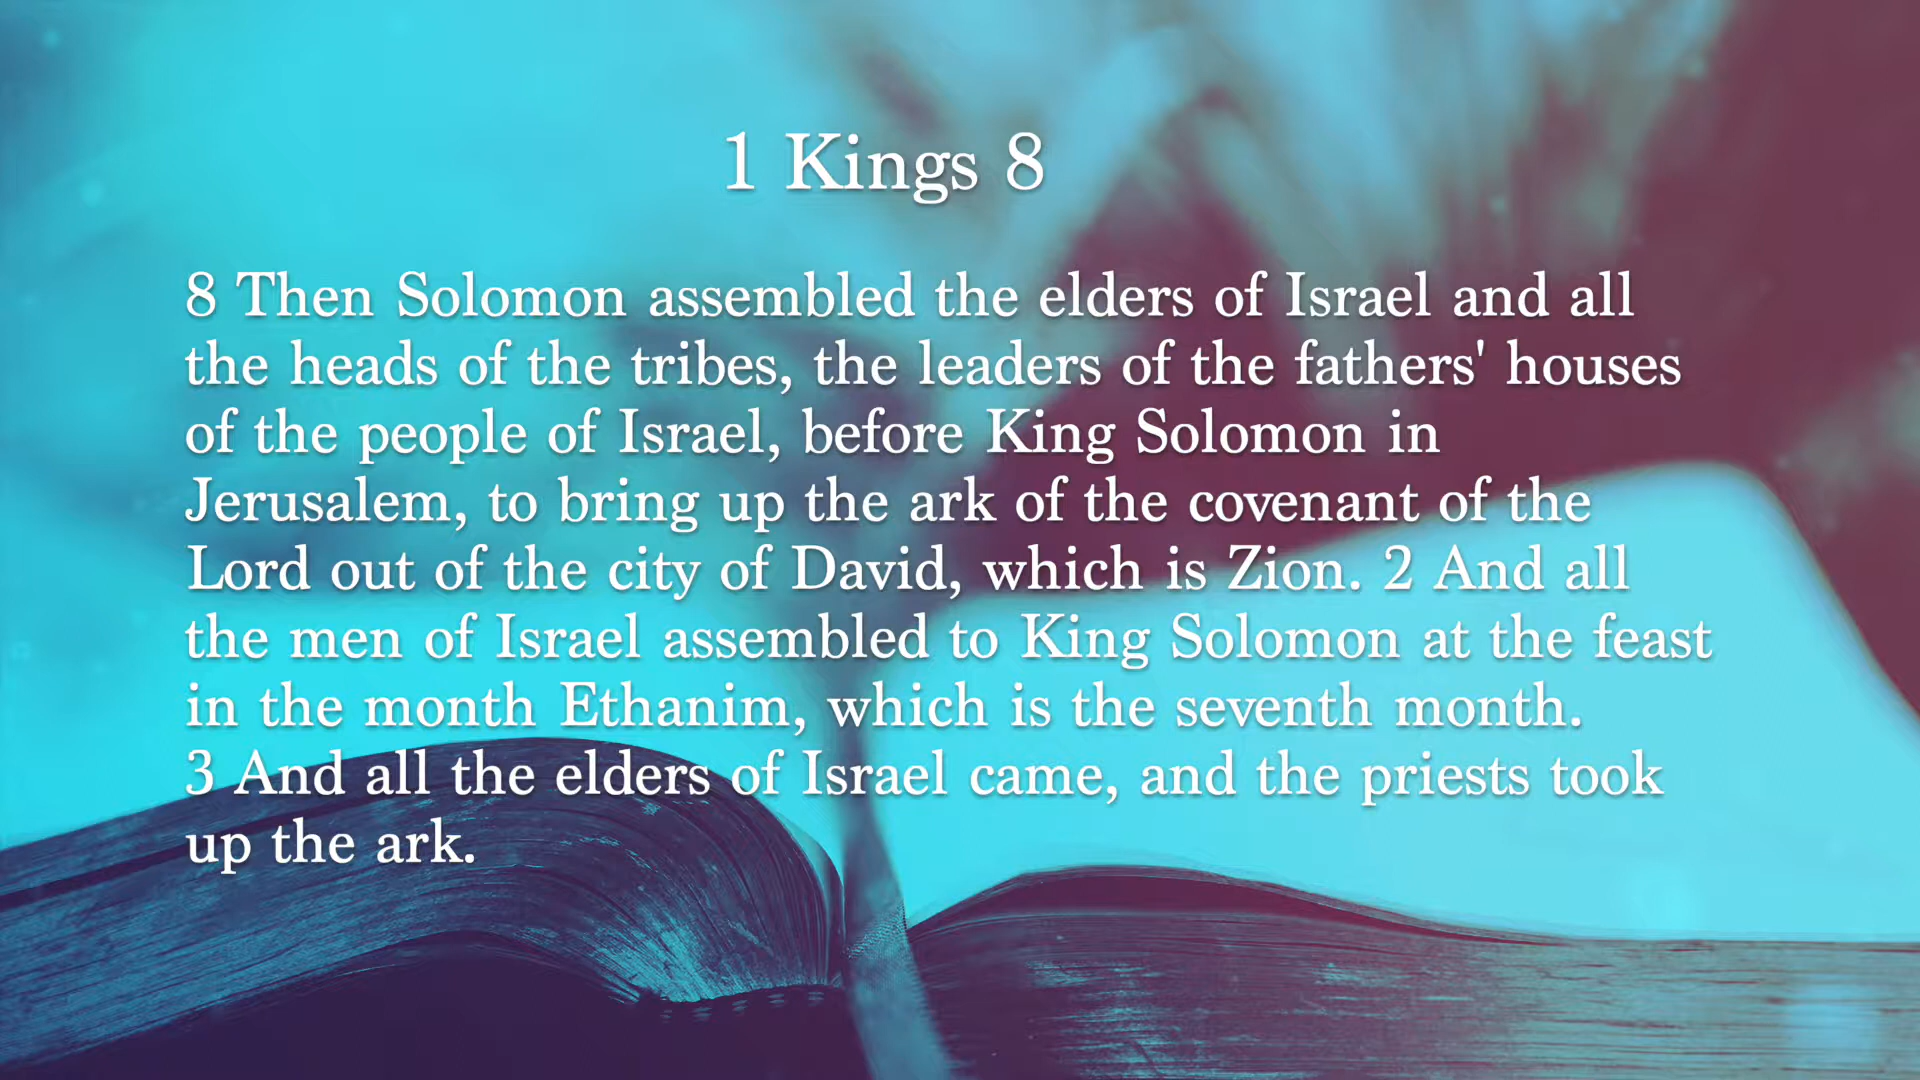 1 Kings 8
8 Then Solomon assembled the elders of Israel and all
the heads of the tribes, the leaders of the fathers' houses
of the people of Israel, before King Solomon in
Jerusalem, to bring up the ark of the covenant of the
Lord out of the city of David, which is Zion. 2 And all
the men of Israel assembled to King Solomon at the feast
in the month Ethanim, which is the seventh month.
3 And all the elders of Israel came, and the priests took
up the ark.